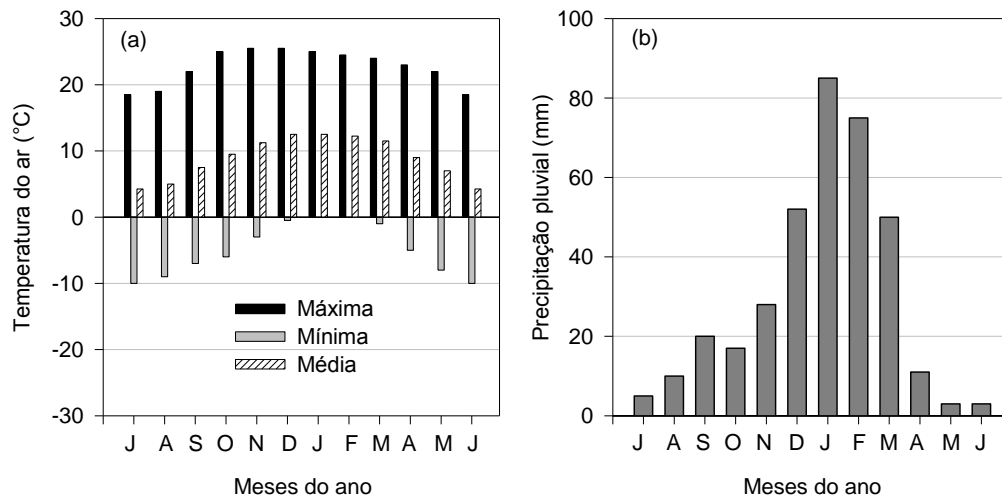 (a)
Temperatura do ar (°C)
30
20
10
0
-10
-20
-30
Máxima
Mínima
Média
J A S O N D J F M A M J
Meses do ano
(b)
Precipitação pluvial (mm)
100
80
60
40
20
0
J A S O N D J F M A M J
Meses do ano